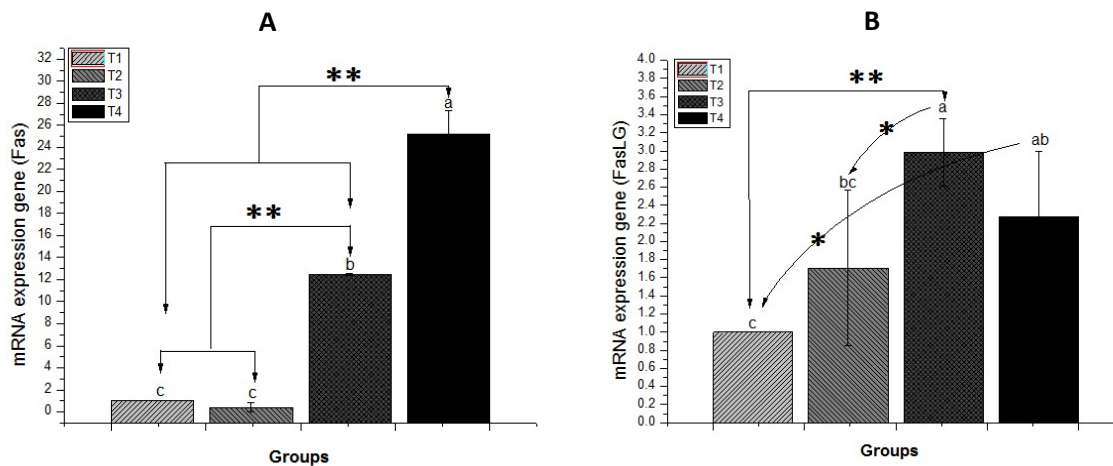 A
mRNA expression gene (Fas)
32
30
28
26
24
22
20
18
16
14
12
10
8
6
4
2
0
T1
T2
T3
T4
**
a
**
b
c
c
Groups
B
mRNA expression gene (FasLG)
4.0
3.8
3.6
3.4
3.2
3.0
2.8
2.6
2.4
2.2
2.0
1.8
1.6
1.4
1.2
1.0
0.8
0.6
0.4
0.2
0.0
T1
T2
T3
T4
**
a
*
ab
bc
*
c
Groups